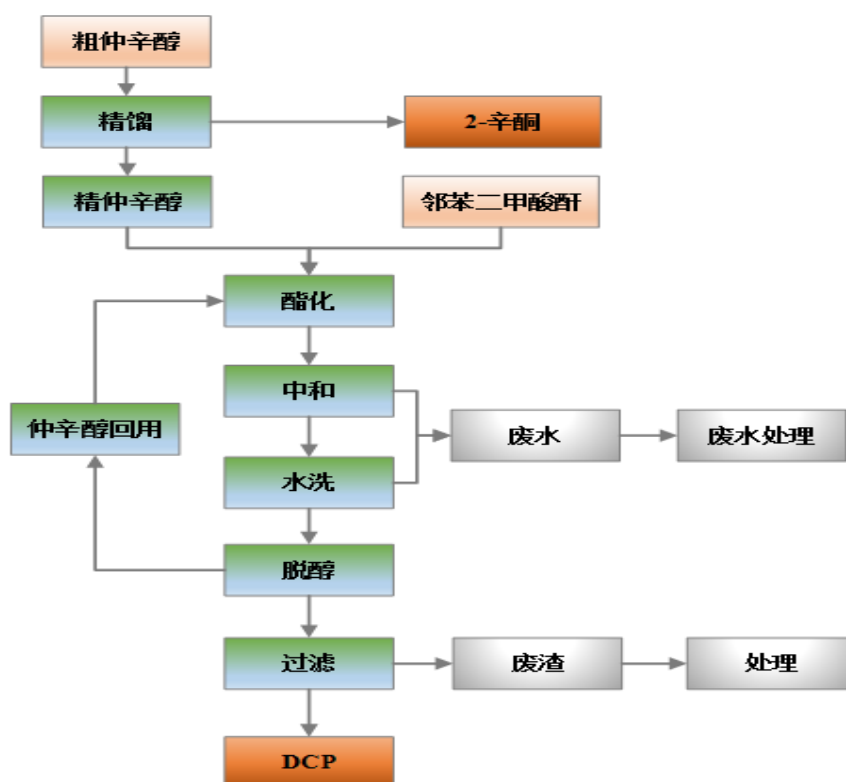 粗仲辛醇
精馏
2-辛酮
精仲辛醇
邻苯二甲酸酐
酯化
中和
仲辛醇回用
废水
废水处理
水洗
脱醇
过滤
废渣
处理
DCP